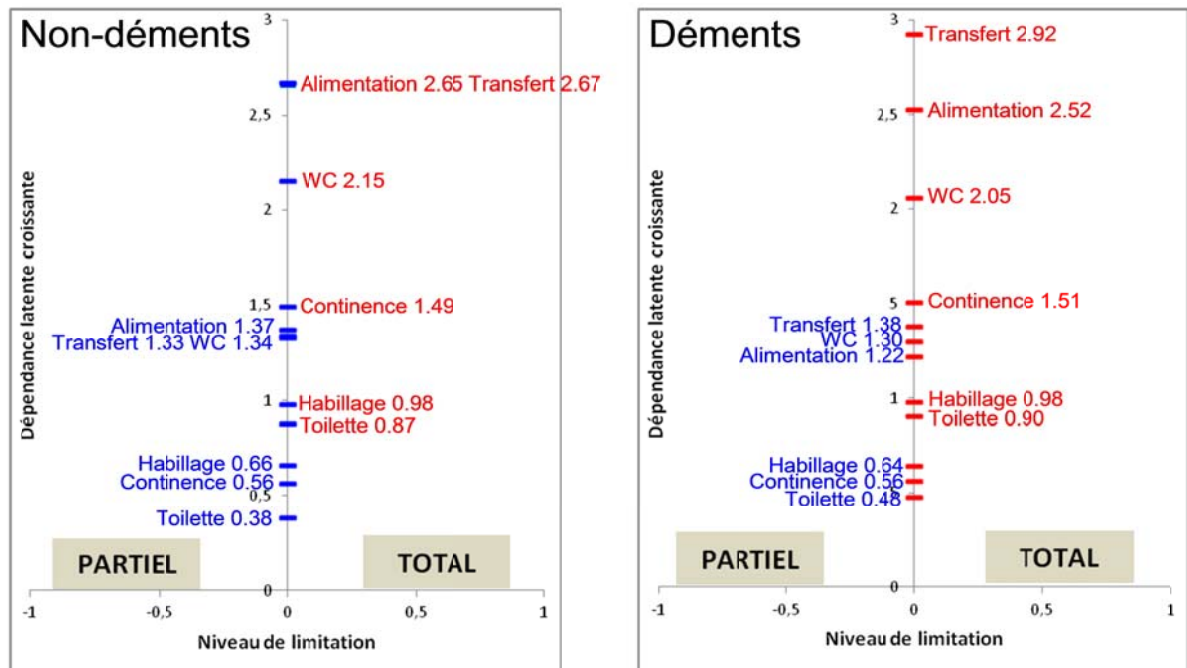 Non-déments
3
Alimentation 2.65 Transfert 2.67
2,5
WC 2.15
2
1,5
Continence 1.49
Alimentation 1.37
Transfert 1.33 WC 1.34
1
Habillage 0.98
Toilette 0.87
Habillage 0.66
Continence 0.56
0,5
Toilette 0.38
PARTIEL
TOTAL
0
-1
-0,5
0
0,5
1
Niveau de limitation
Dépendance latente croissante
Déments
3
Transfert 2.92
Alimentation 2.52
2,5
WC 2.05
2
Continence 1.51
5
Transfert 1.38
WC 1.30
Alimentation 1.22
1
Habillage 0.98
Toilette 0.90
Habillage 0.64
Continence 0.56
Toilette 0.48
PARTIEL
TOTAL
0
-1
-0,5
0
0,5
1
Niveau de limitation
Dépendance latente croissante